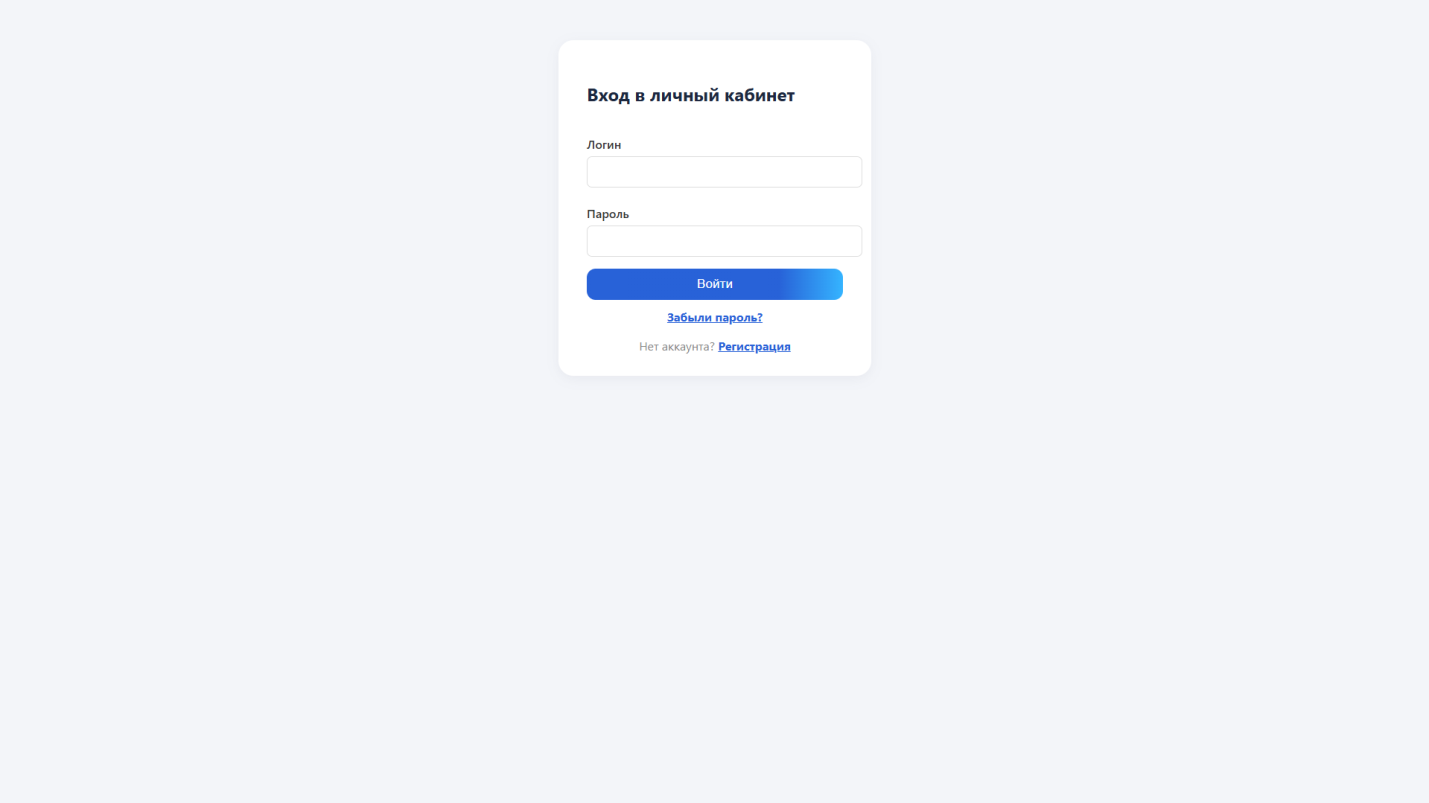 Вход в личный кабинет
Логин
Пароль
Войти
Забыли пароль?
Нет аккаунта? Регистрация